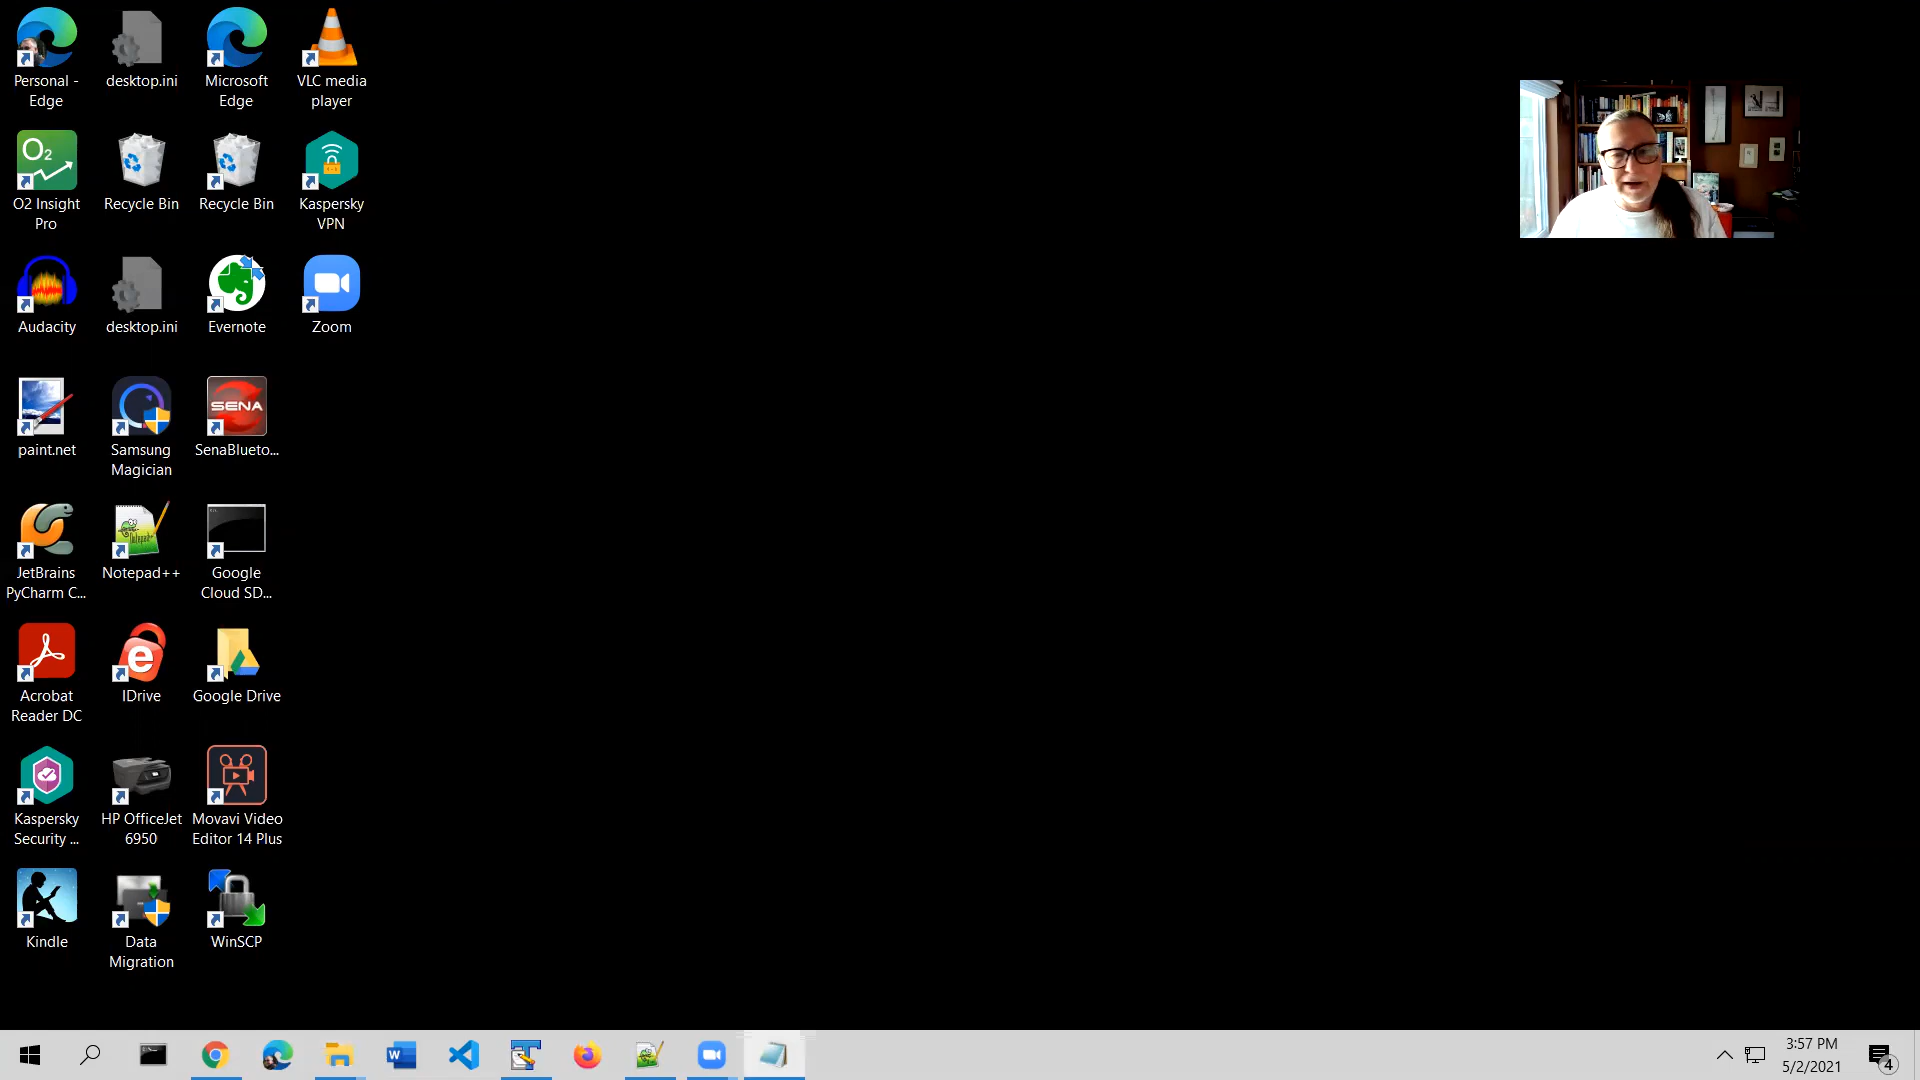 Personal -
Edge
desktop.ini
Microsoft
Edge
VLC media
player
O2
O2 Insight
Pro
Recycle Bin
Recycle Bin
Kaspersky
VPN
Audacity
desktop.ini
Evernote
Zoom
paint.net
Samsung
Magician
SENA
SenaBlueto...
JetBrains
PyCharm C...
Notepad++
Google
Cloud SD...
Acrobat
Reader DC
e
IDrive
Google Drive
Kaspersky
Security ...
HP OfficeJet
6950
Movavi Video
Editor 14 Plus
Kindle
Data
Migration
WinSCP
W
3:57 PM
5/2/2021
4